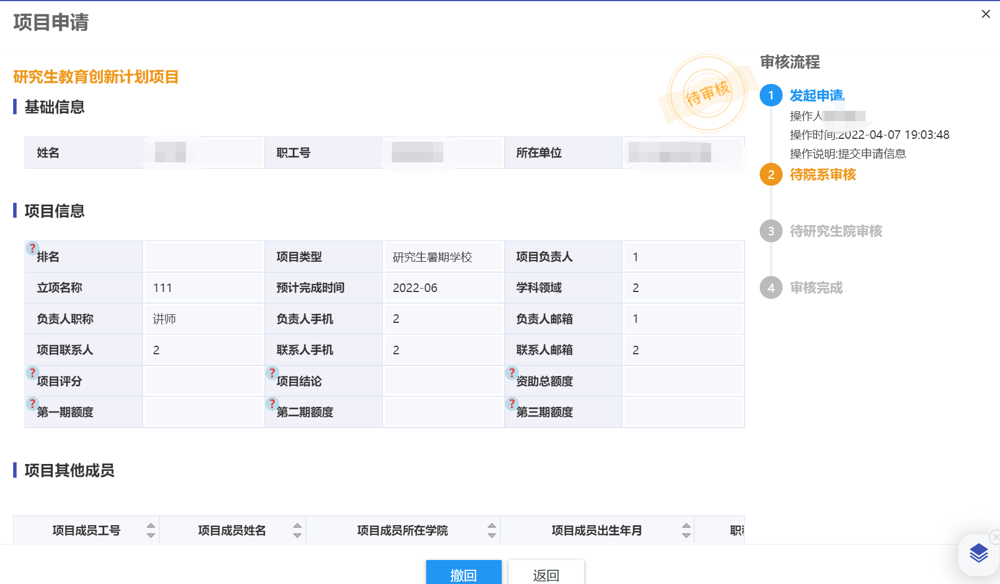 项目申请
研究生教育创新计划项目
待审核
基础信息
姓名 职工号 所在单位
项目信息
? 排名 项目类型 研究生暑期学校 项目负责人 1
立项名称 111 预计完成时间 2022-06 学科领域 2
负责人职称 讲师 负责人手机 2 负责人邮箱 1
项目联系人 2 联系人手机 2 联系人邮箱 2
? 项目评分 ? 项目结论 ? 资助总额度
? 第一期额度 ? 第二期额度 ? 第三期额度
项目其他成员
项目成员工号 项目成员姓名 项目成员所在学院 项目成员出生年月 职
撤回 返回
审核流程
1 发起申请
操作人
操作时间:2022-04-07 19:03:48
操作说明:提交申请信息
2 待院系审核
3 待研究生院审核
4 审核完成